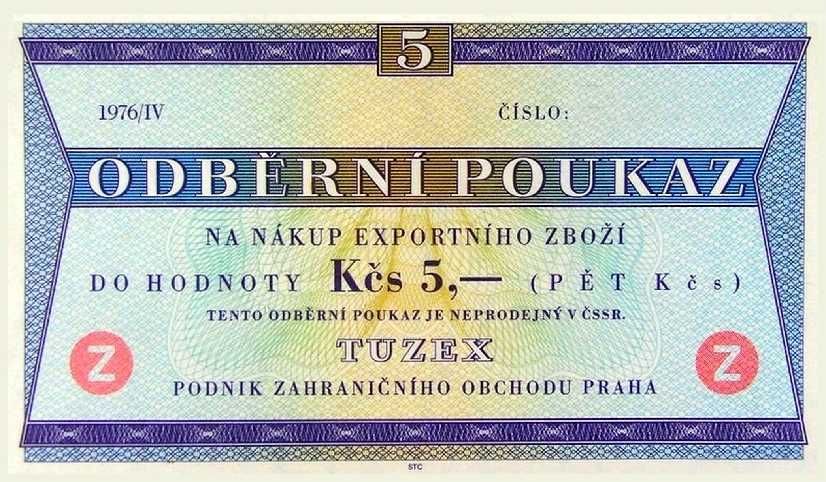 5
1976/IV ČÍSLO:
ODBĚRNÍ POUKAZ
NA NÁKUP EXPORTNÍHO ZBOŽÍ
DO HODNOTY Kčs 5,— (PĚT Kčs)
TENTO ODBĚRNÍ POUKAZ JE NEPRODEJNÝ V ČSSR.
Z TUZEX Z
PODNIK ZAHRANIČNÍHO OBCHODU PRAHA
STC